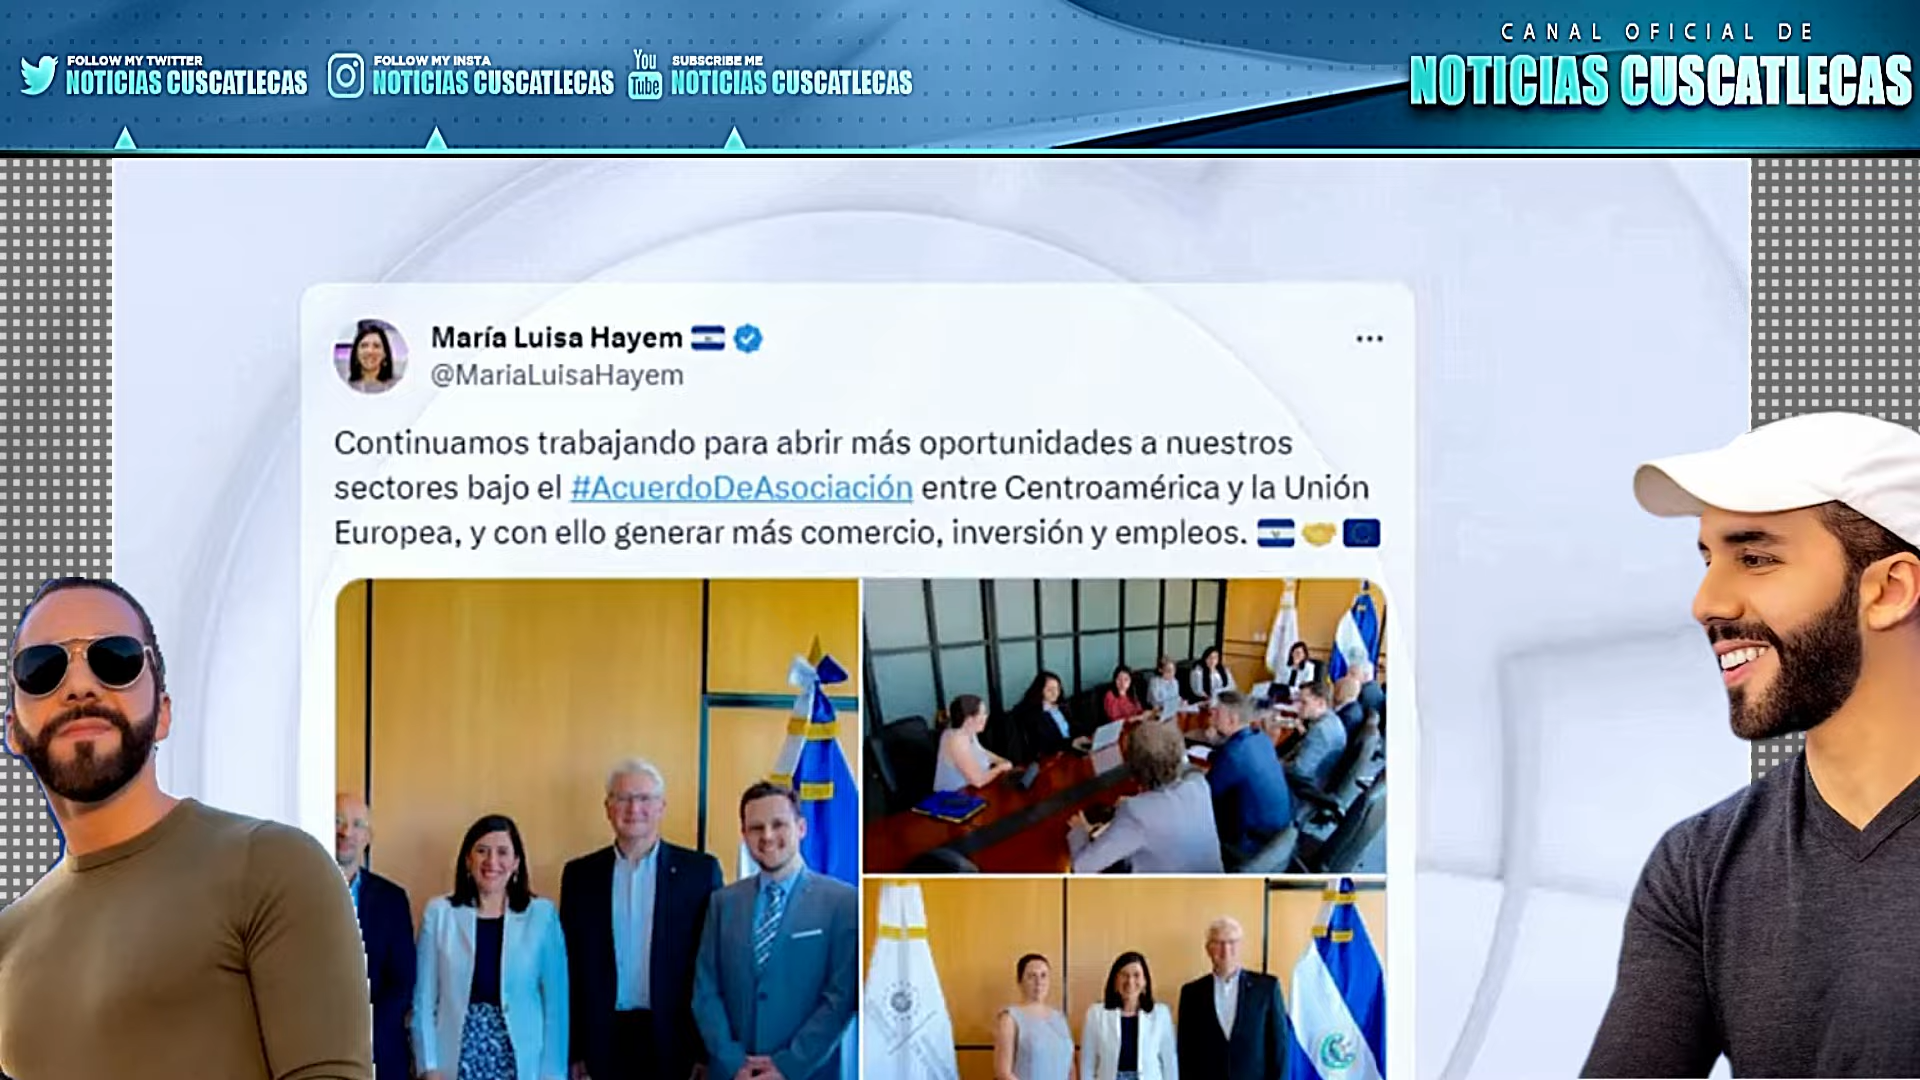 CANAL OFICIAL DE
NOTICIAS CUSCATLECAS
FOLLOW MY TWITTER
NOTICIAS CUSCATLECAS
FOLLOW MY INSTA
NOTICIAS CUSCATLECAS
You
Tube
SUBSCRIBE ME
NOTICIAS CUSCATLECAS
María Luisa Hayem
@MariaLuisaHayem
Continuamos trabajando para abrir más oportunidades a nuestros
sectores bajo el #AcuerdoDeAsociación entre Centroamérica y la Unión
Europea, y con ello generar más comercio, inversión y empleos.